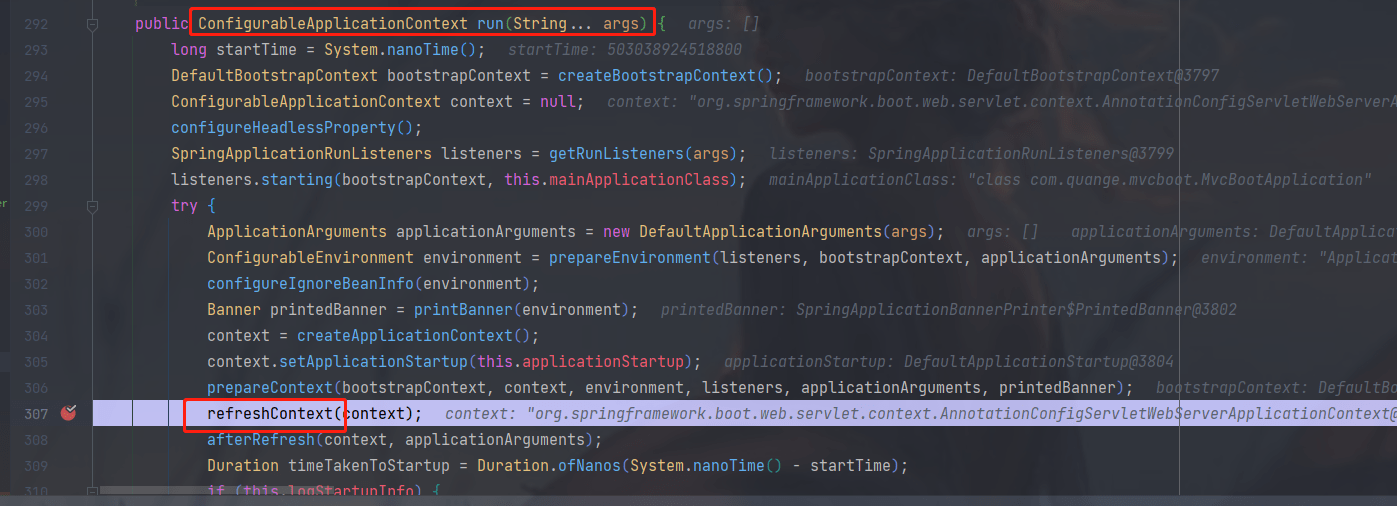 292 public ConfigurableApplicationContext run(String... args) { args: []
293 long startTime = System.nanoTime(); startTime: 503038924518800
294 DefaultBootstrapContext bootstrapContext = createBootstrapContext(); bootstrapContext: DefaultBootstrapContext@3797
295 ConfigurableApplicationContext context = null; context: "org.springframework.boot.web.servlet.context.AnnotationConfigServletWebServerA
296 configureHeadlessProperty();
297 SpringApplicationRunListeners listeners = getRunListeners(args); listeners: SpringApplicationRunListeners@3799
298 listeners.starting(bootstrapContext, this.mainApplicationClass); mainApplicationClass: "class com.quange.mvcboot.MvcBootApplication"
er 299 try {
300 ApplicationArguments applicationArguments = new DefaultApplicationArguments(args); args: [] applicationArguments: DefaultApplicat
301 ConfigurableEnvironment environment = prepareEnvironment(listeners, bootstrapContext, applicationArguments); environment: "Applicat
302 configureIgnoreBeanInfo(environment);
303 Banner printedBanner = printBanner(environment); printedBanner: SpringApplicationBannerPrinter$PrintedBanner@3802
304 context = createApplicationContext();
305 context.setApplicationStartup(this.applicationStartup); applicationStartup: DefaultApplicationStartup@3804
306 prepareContext(bootstrapContext, context, environment, listeners, applicationArguments, printedBanner); bootstrapContext: DefaultBo
307 refreshContext(context); context: "org.springframework.boot.web.servlet.context.AnnotationConfigServletWebServerApplicationContext@
308 afterRefresh(context, applicationArguments);
309 Duration timeTakenToStartup = Duration.ofNanos(System.nanoTime() - startTime);
310 if (this.logStartupInfo) {